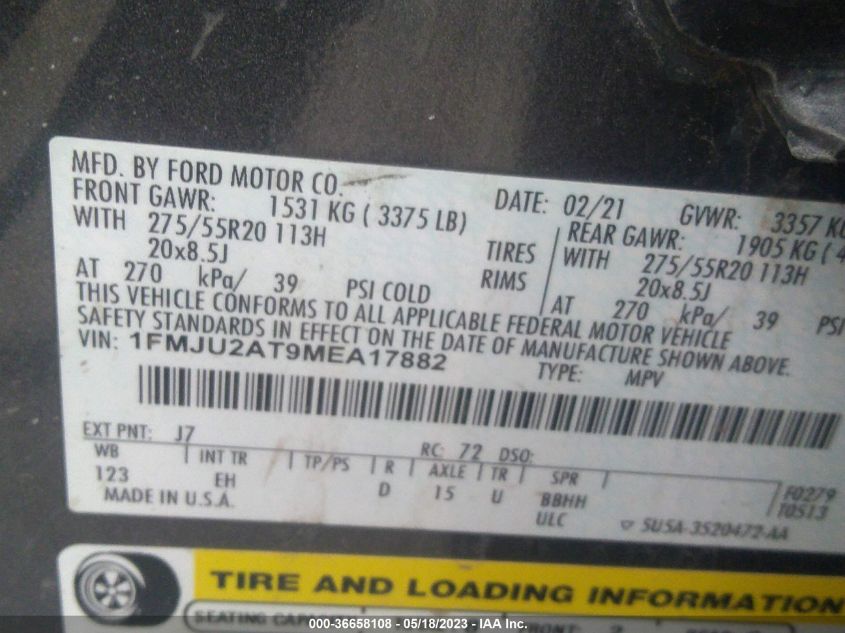 MFD. BY FORD MOTOR CO. DATE: 02/21 GVWR: 3357 KG
FRONT GAWR: 1531 KG ( 3375 LB) REAR GAWR: 1905 KG ( 4
WITH 275/55R20 113H TIRES WITH 275/55R20 113H
20x8.5J RIMS 20x8.5J
AT 270 kPa/ 39 PSI COLD AT 270 kPa/ 39 PSI
THIS VEHICLE CONFORMS TO ALL APPLICABLE FEDERAL MOTOR VEHICLE
SAFETY STANDARDS IN EFFECT ON THE DATE OF MANUFACTURE SHOWN ABOVE.
VIN: 1FMJU2AT9MEA17882 TYPE: MPV
EXT PNT: J7 RC: 72 DSO:
WB INT TR TP/PS R AXLE TR SPR
123 EH D 15 U BBHH F0279
MADE IN U.S.A. ULC T0513
5U5A-3520472-AA
TIRE AND LOADING INFORMATION
SEATING
000-36658108 - 05/18/2023 - IAA Inc.